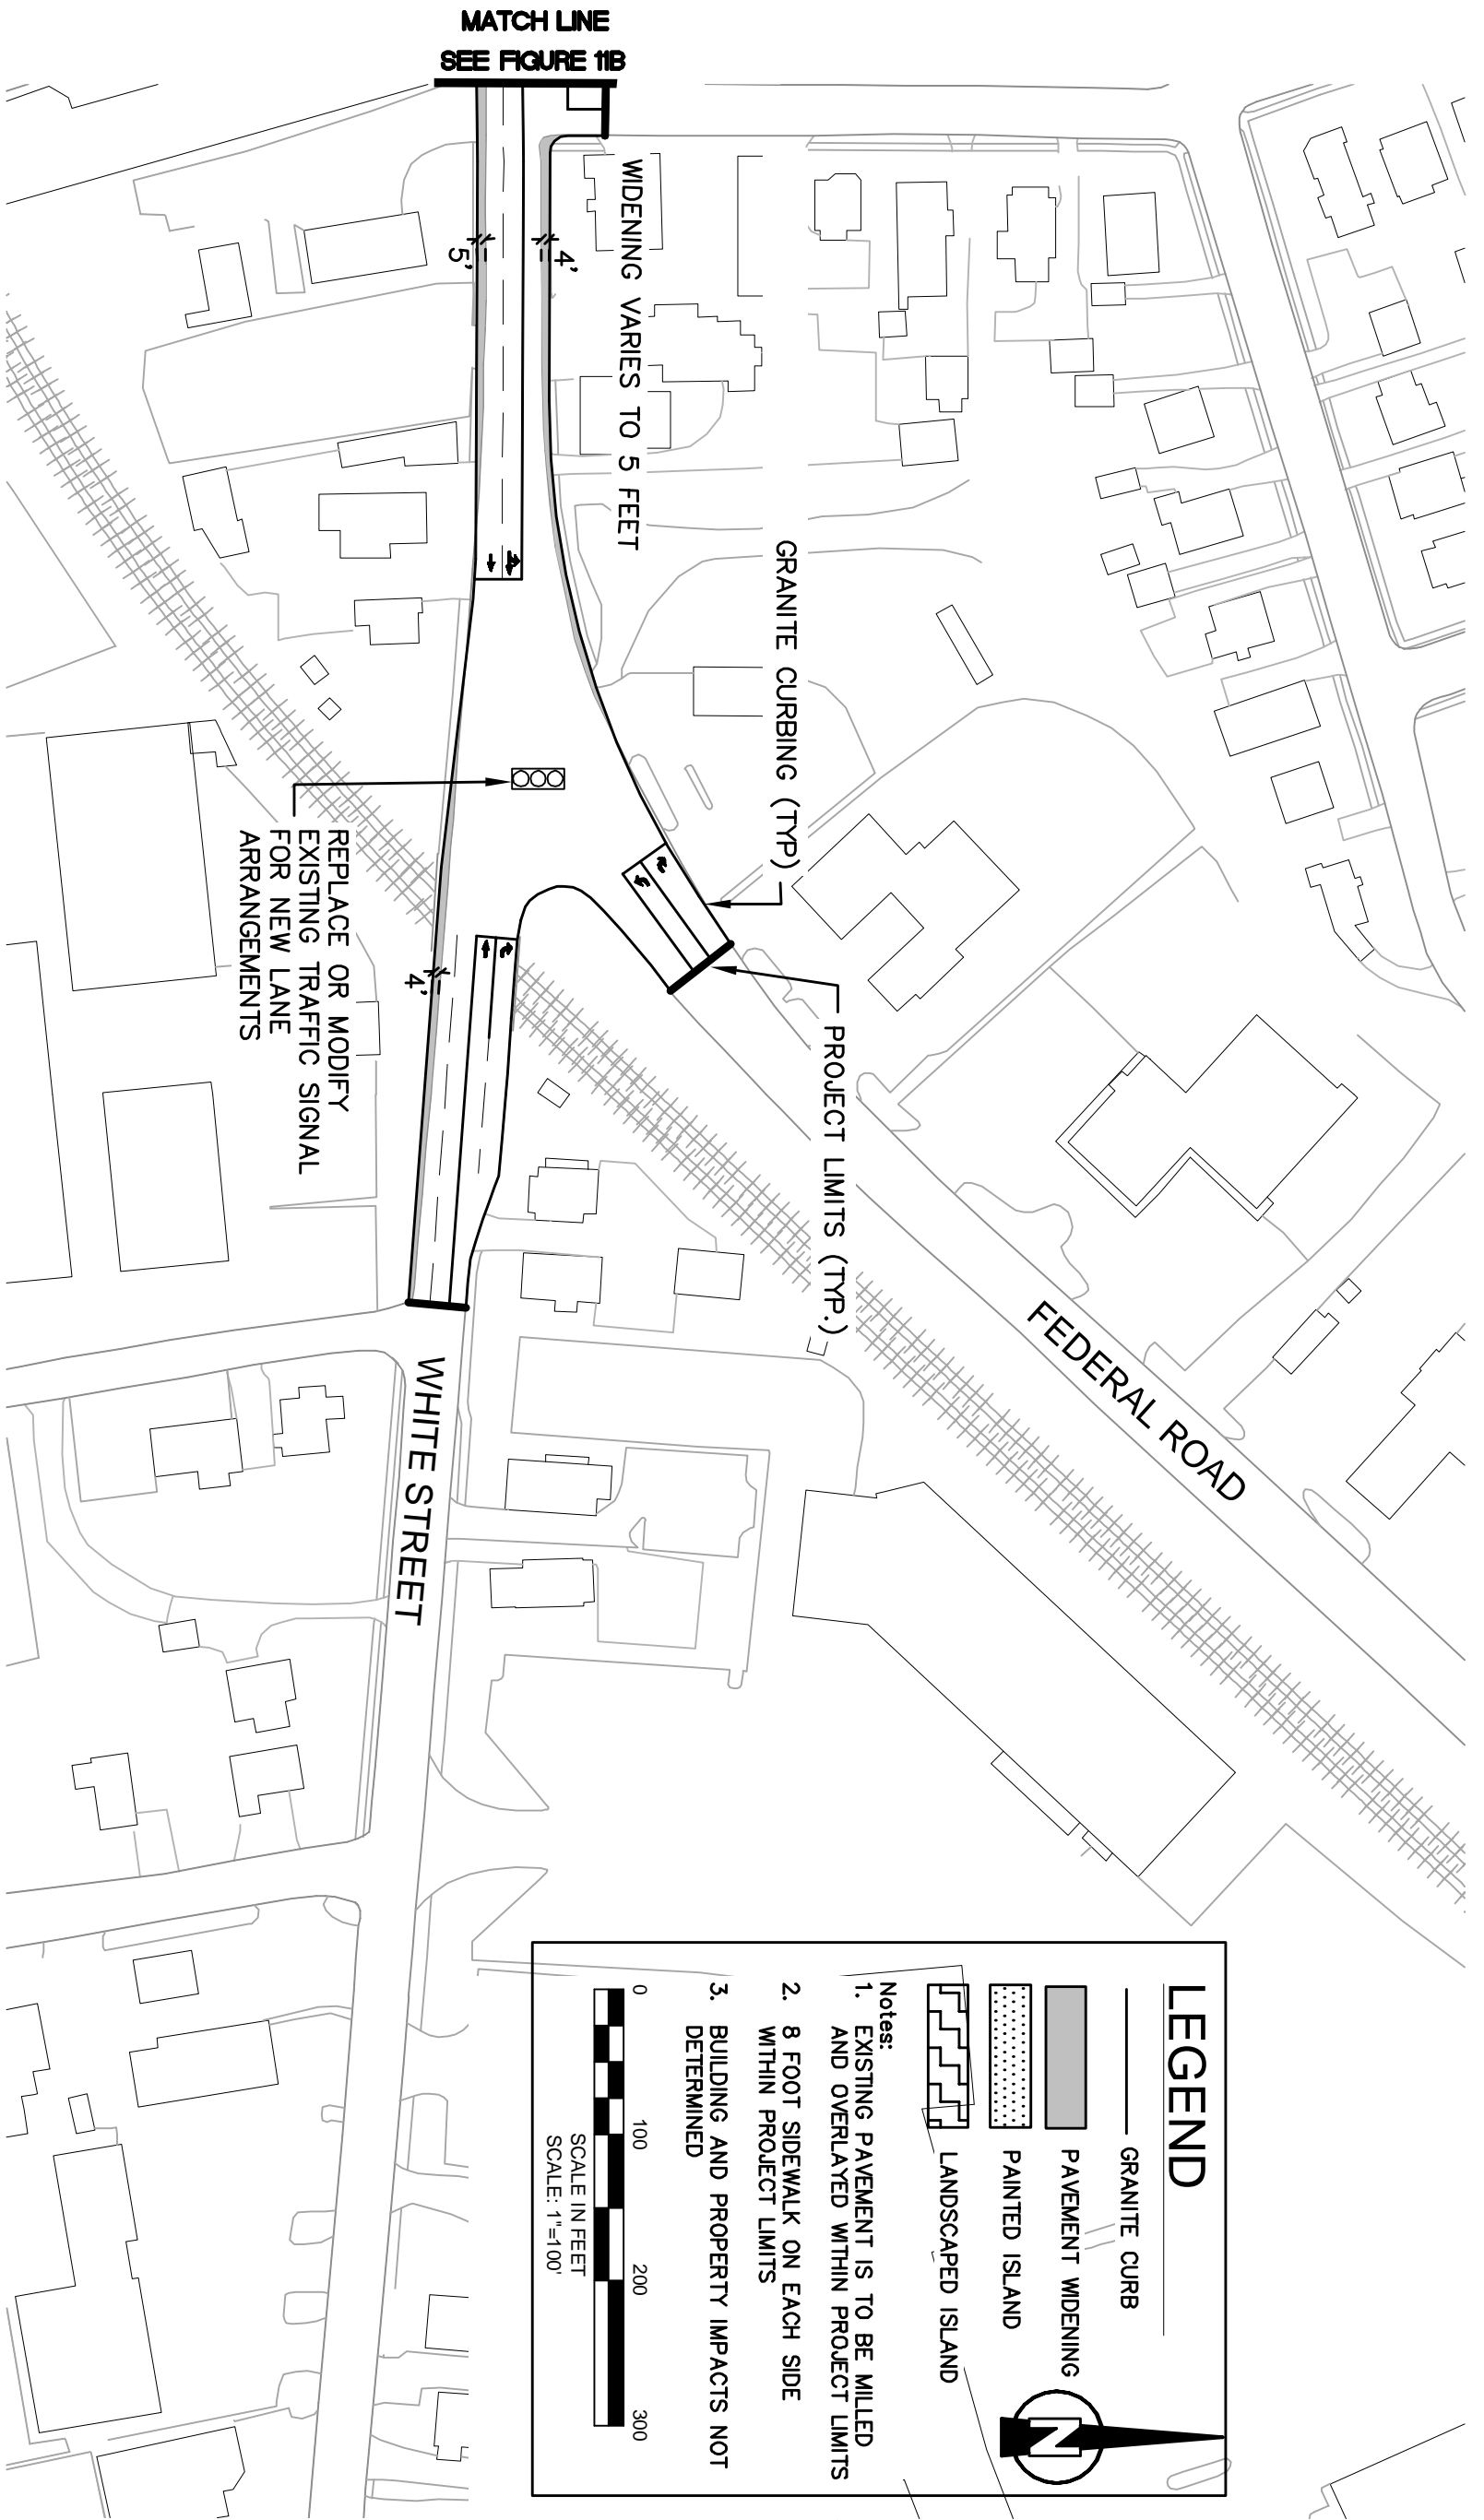 MATCH LINE
SEE FIGURE 11B
WIDENING VARIES TO 5 FEET
5'
4'
GRANITE CURBING (TYP)
PROJECT LIMITS (TYP.)
REPLACE OR MODIFY
EXISTING TRAFFIC SIGNAL
FOR NEW LANE
ARRANGEMENTS
4'
FEDERAL ROAD
WHITE STREET
LEGEND
GRANITE CURB
PAVEMENT WIDENING
PAINTED ISLAND
LANDSCAPED ISLAND
N
Notes:
1. EXISTING PAVEMENT IS TO BE MILLED
AND OVERLAYED WITHIN PROJECT LIMITS
2. 8 FOOT SIDEWALK ON EACH SIDE
WITHIN PROJECT LIMITS
3. BUILDING AND PROPERTY IMPACTS NOT
DETERMINED
0 100 200 300
SCALE IN FEET
SCALE: 1"=100'